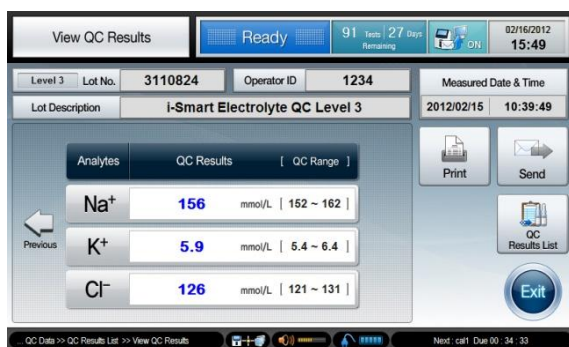 View QC Results
Ready
91 Tests 27 Days
Remaining
ON
02/16/2012
15:49
Level 3 Lot No. 3110824 Operator ID 1234
Measured Date & Time
Lot Description i-Smart Electrolyte QC Level 3
2012/02/15 10:39:49
Analytes QC Results [ QC Range ]
Na+ 156 mmol/L | 152 ~ 162 |
K+ 5.9 mmol/L | 5.4 ~ 6.4 |
Cl- 126 mmol/L | 121 ~ 131 |
Previous
Print
Send
QC
Results List
Exit
... QC Data >> QC Results List >> View QC Results
Next : cal1 Due 00 : 34 : 33